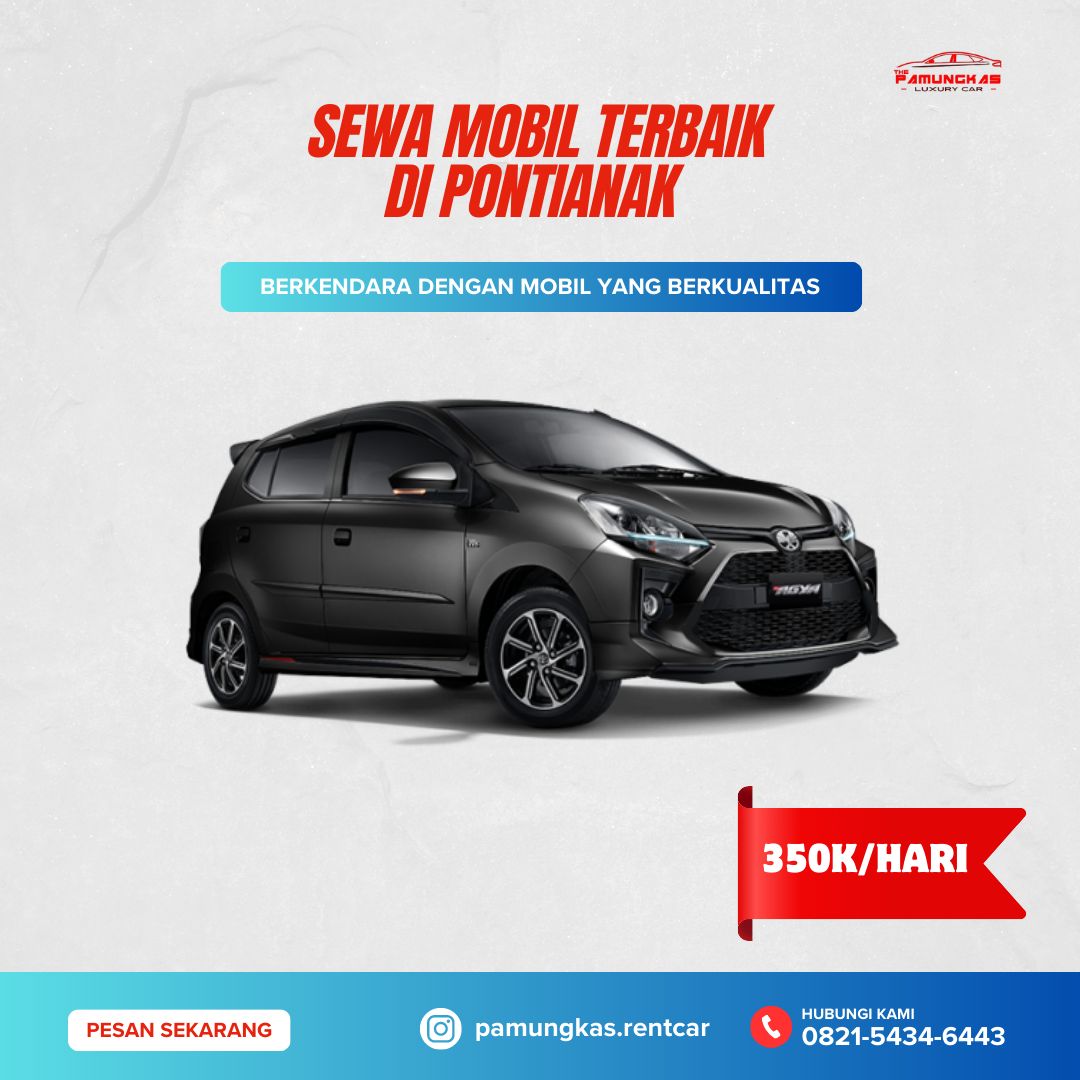 THE
PAMUNGKAS
- LUXURY CAR -
SEWA MOBIL TERBAIK
DI PONTIANAK
BERKENDARA DENGAN MOBIL YANG BERKUALITAS
AGYA
350K/HARI
PESAN SEKARANG
pamungkas.rentcar
HUBUNGI KAMI
0821-5434-6443